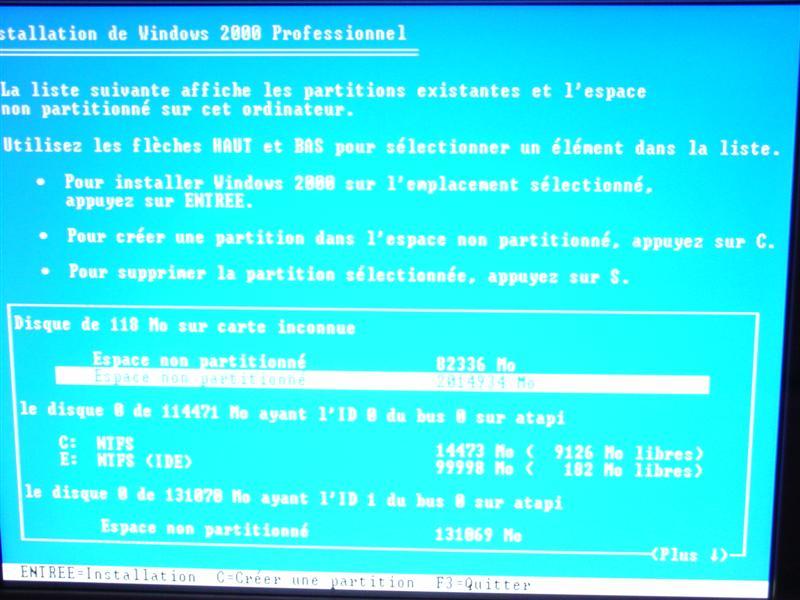 stallation de Windows 2000 Professionnel
La liste suivante affiche les partitions existantes et l'espace
non partitionné sur cet ordinateur.
Utilisez les flèches HAUT et BAS pour sélectionner un élément dans la liste.
• Pour installer Windows 2000 sur l'emplacement sélectionné,
appuyez sur ENTREE.
• Pour créer une partition dans l'espace non partitionné, appuyez sur C.
• Pour supprimer la partition sélectionnée, appuyez sur S.
Disque de 118 Mo sur carte inconnue
Espace non partitionné 82336 Mo
Espace non partitionné 2014934 Mo
le disque 0 de 114471 Mo ayant l'ID 0 du bus 0 sur atapi
C: NTFS 14473 Mo ( 9126 Mo libres)
E: NTFS (IDE) 99998 Mo ( 182 Mo libres)
le disque 0 de 131070 Mo ayant l'ID 1 du bus 0 sur atapi
Espace non partitionné 131069 Mo
(Plus ↓)
ENTREE=Installation C=Créer une partition F3=Quitter